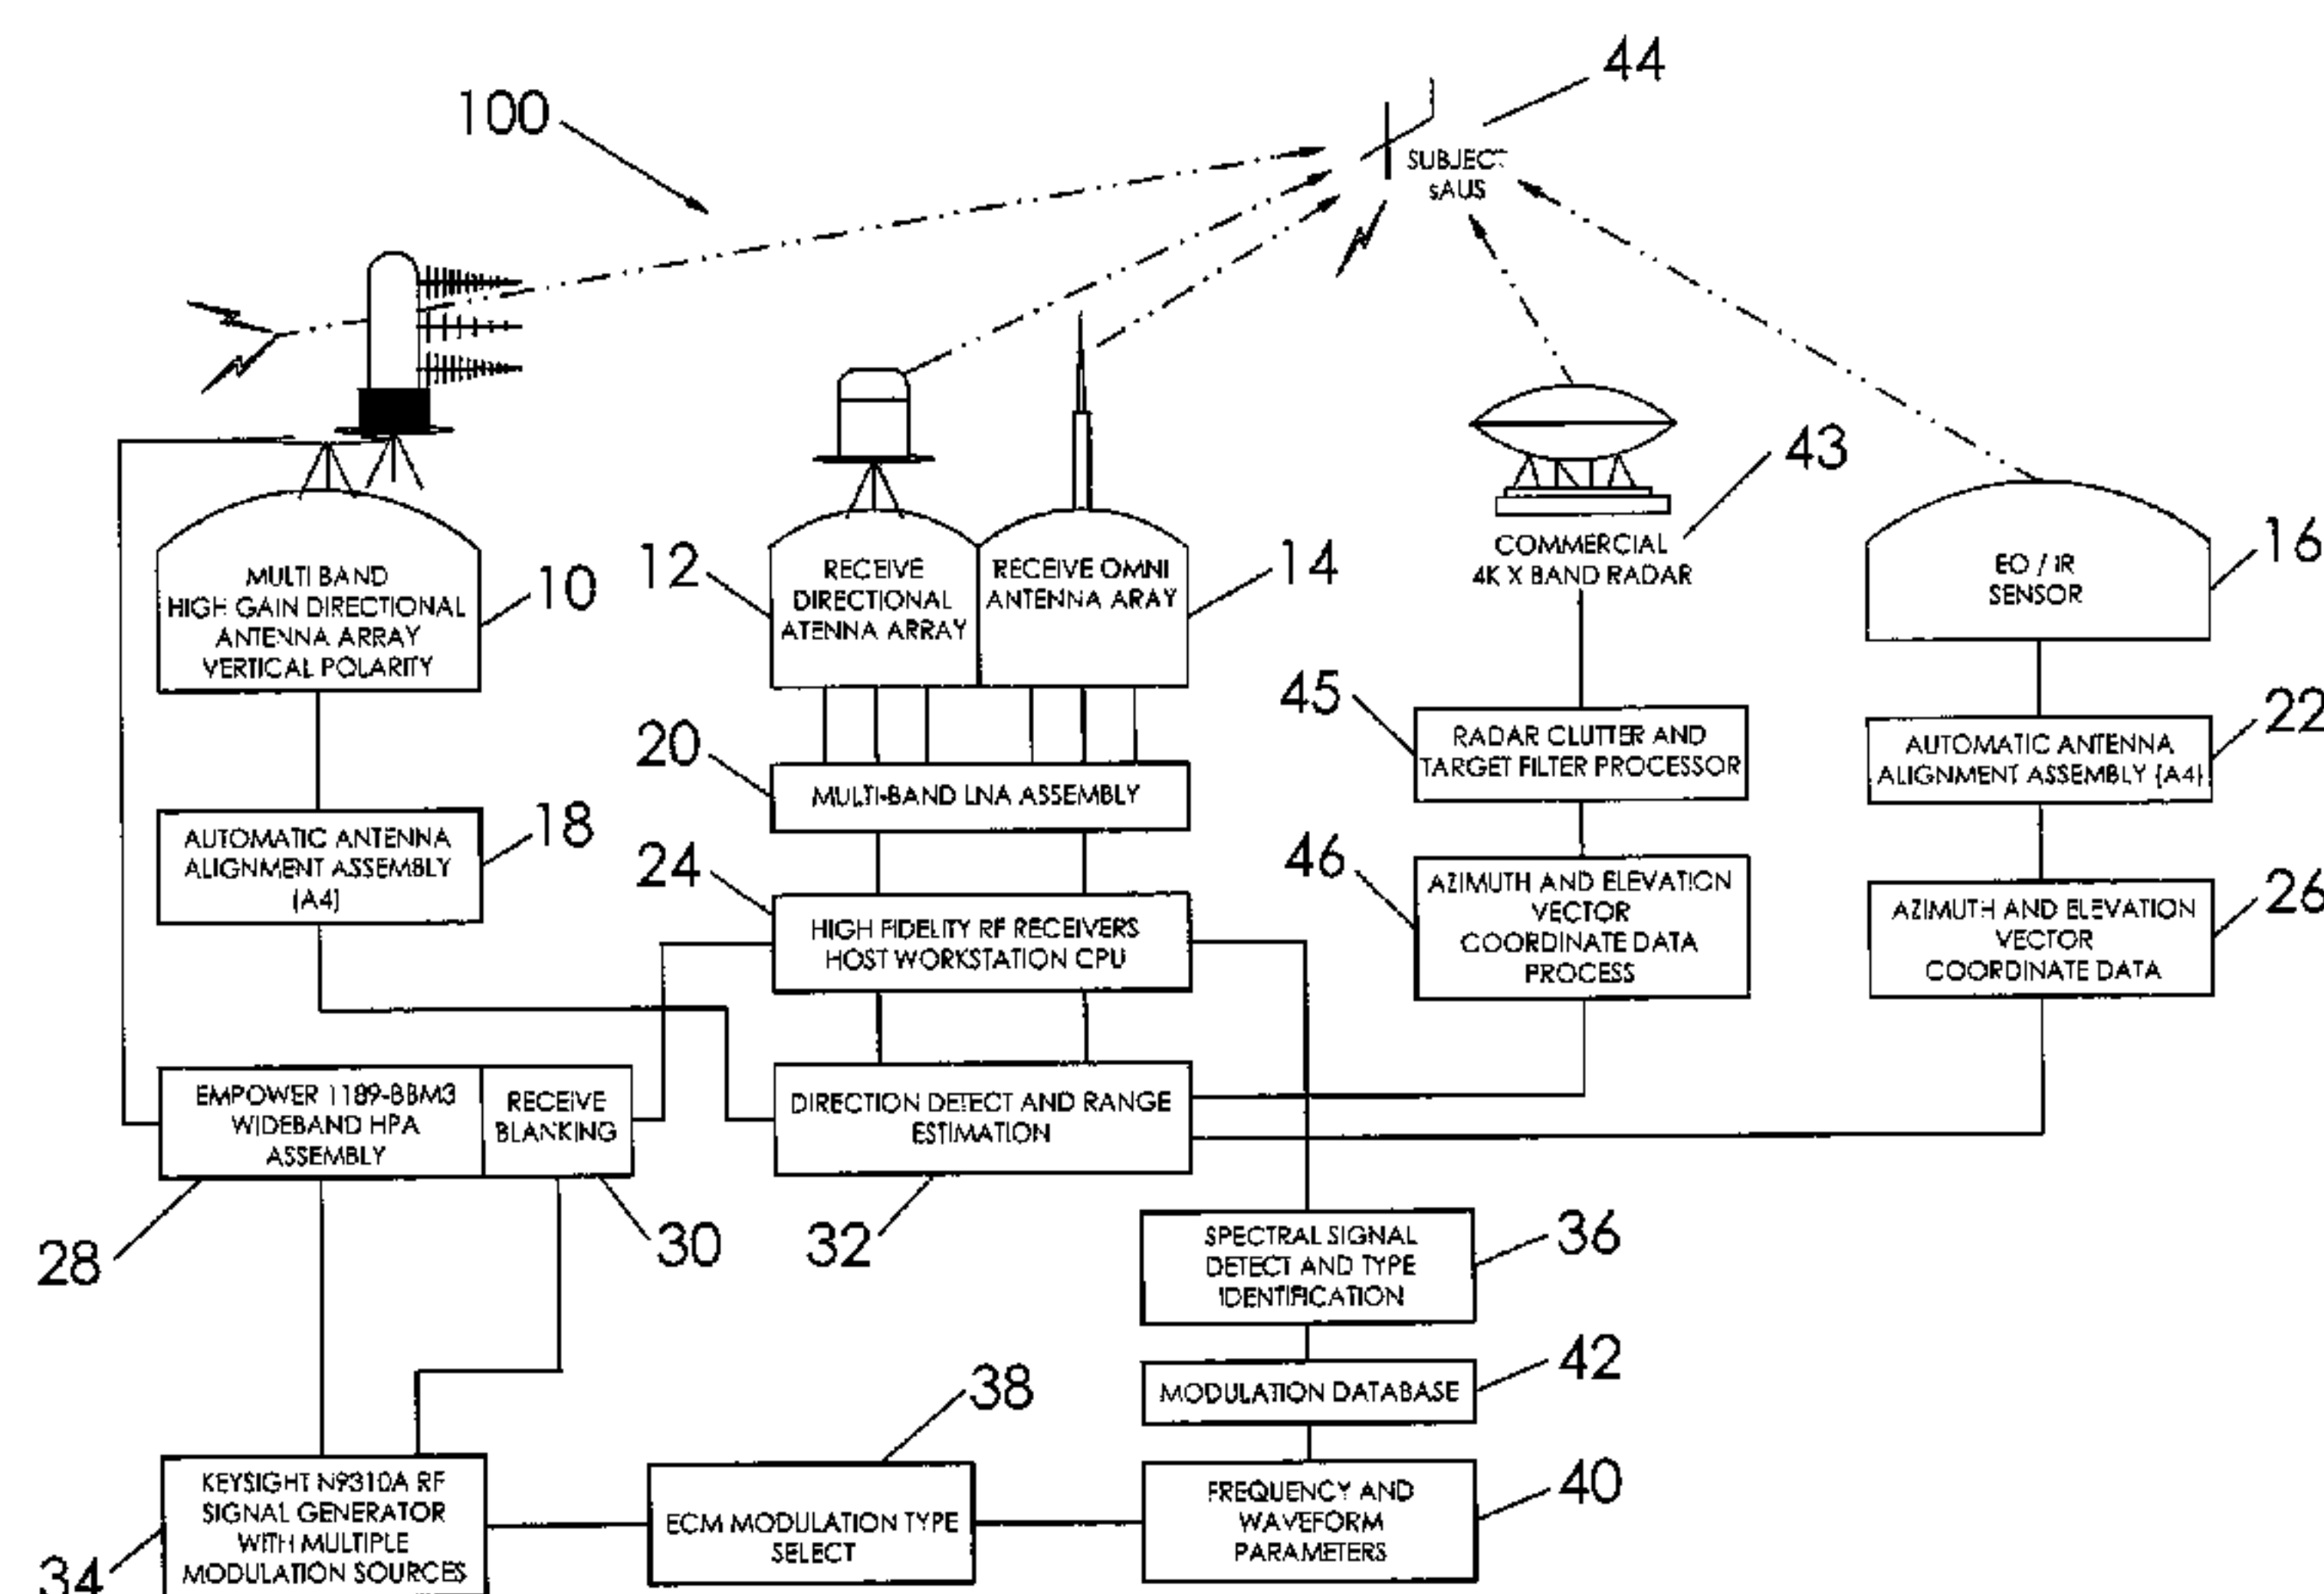 100
44
SUBJECT
sAUS
43
COMMERCIAL
4K X BAND RADAR
16
EO / IR
SENSOR
MULTI BAND
HIGH GAIN DIRECTIONAL
ANTENNA ARRAY
VERTICAL POLARITY
10
12
RECEIVE
DIRECTIONAL
ATENNA ARRAY
RECEIVE OMNI
ANTENNA ARAY
14
45
RADAR CLUTTER AND
TARGET FILTER PROCESSOR
22
AUTOMATIC ANTENNA
ALIGNMENT ASSEMBLY (A4)
20
MULTI-BAND LNA ASSEMBLY
18
AUTOMATIC ANTENNA
ALIGNMENT ASSEMBLY
(A4)
24
HIGH FIDELITY RF RECEIVERS
HOST WORKSTATION CPU
46
AZIMUTH AND ELEVATION
VECTOR
COORDINATE DATA
PROCESS
26
AZIMUTH AND ELEVATION
VECTOR
COORDINATE DATA
EMPOWER 1189-BBM3
WIDEBAND HPA
ASSEMBLY
RECEIVE
BLANKING
DIRECTION DETECT AND RANGE
ESTIMATION
28
30
32
SPECTRAL SIGNAL
DETECT AND TYPE
IDENTIFICATION
36
MODULATION DATABASE
42
38
KEYSIGHT N9310A RF
SIGNAL GENERATOR
WITH MULTIPLE
MODULATION SOURCES
34
ECM MODULATION TYPE
SELECT
FREQUENCY AND
WAVEFORM
PARAMETERS
40